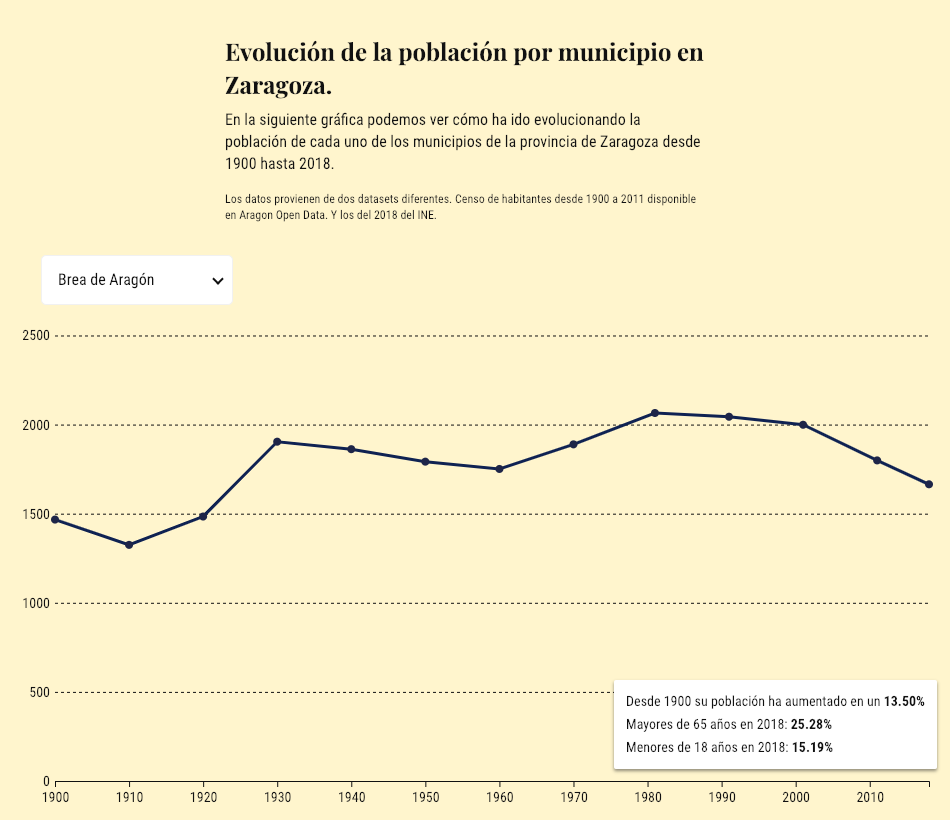 Evolución de la población por municipio en
Zaragoza.
En la siguiente gráfica podemos ver cómo ha ido evolucionando la
población de cada uno de los municipios de la provincia de Zaragoza desde
1900 hasta 2018.
Los datos provienen de dos datasets diferentes. Censo de habitantes desde 1900 a 2011 disponible
en Aragon Open Data. Y los del 2018 del INE.
Brea de Aragón
2500
2000
1500
1000
500
0
Desde 1900 su población ha aumentado en un 13.50%
Mayores de 65 años en 2018: 25.28%
Menores de 18 años en 2018: 15.19%
1900 1910 1920 1930 1940 1950 1960 1970 1980 1990 2000 2010